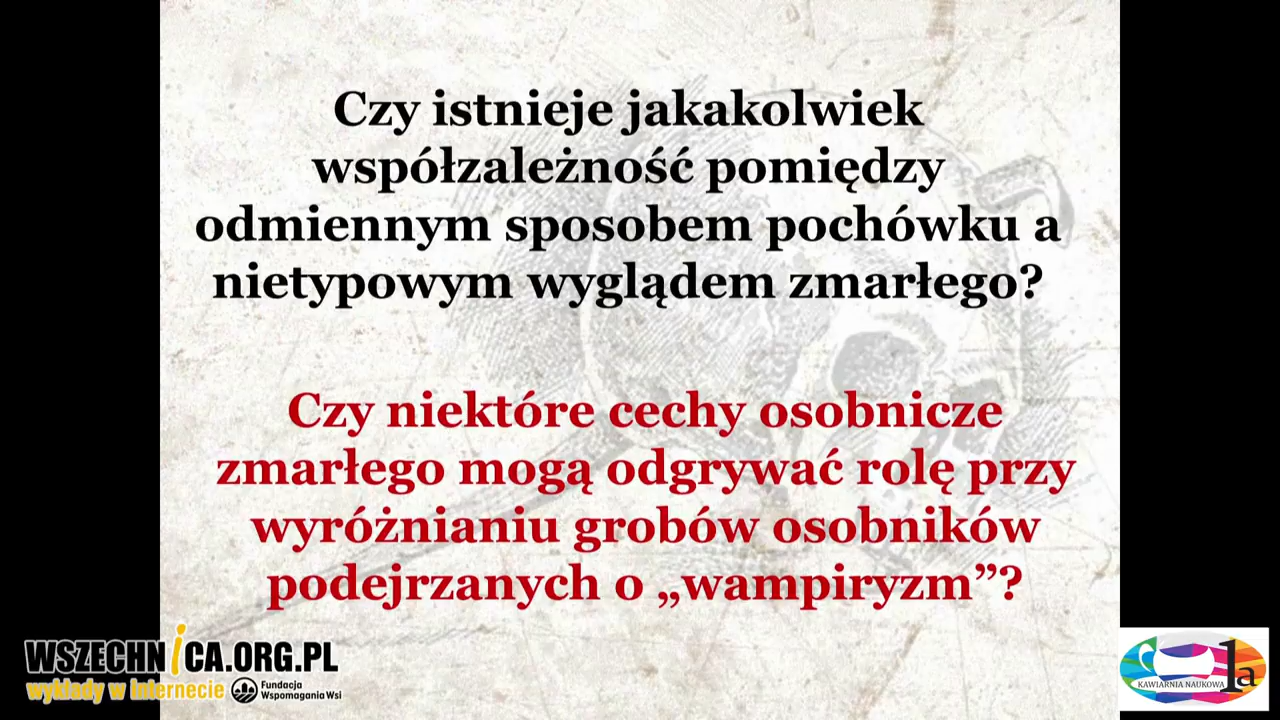 Czy istnieje jakakolwiek
współzależność pomiędzy
odmiennym sposobem pochówku a
nietypowym wyglądem zmarłego?
Czy niektóre cechy osobnicze
zmarłego mogą odgrywać rolę przy
wyróżnianiu grobów osobników
podejrzanych o „wampiryzm”?
WSZECHNICA.ORG.PL
wykłady w Internecie
Fundacja
Wspomagania Wsi
KAWIARNIA NAUKOWA 1a